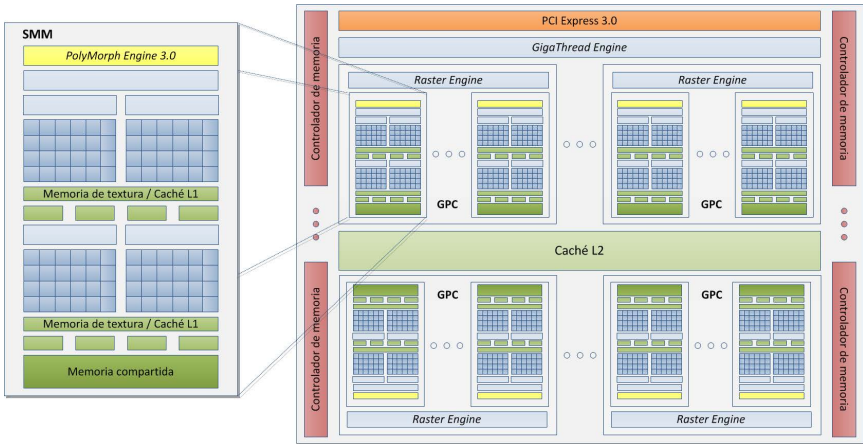 SMM
PolyMorph Engine 3.0
Memoria de textura / Caché L1
Memoria de textura / Caché L1
Memoria compartida
Controlador de memoria
PCI Express 3.0
GigaThread Engine
Controlador de memoria
Raster Engine
Raster Engine
GPC
GPC
Caché L2
Controlador de memoria
GPC
GPC
Controlador de memoria
Raster Engine
Raster Engine